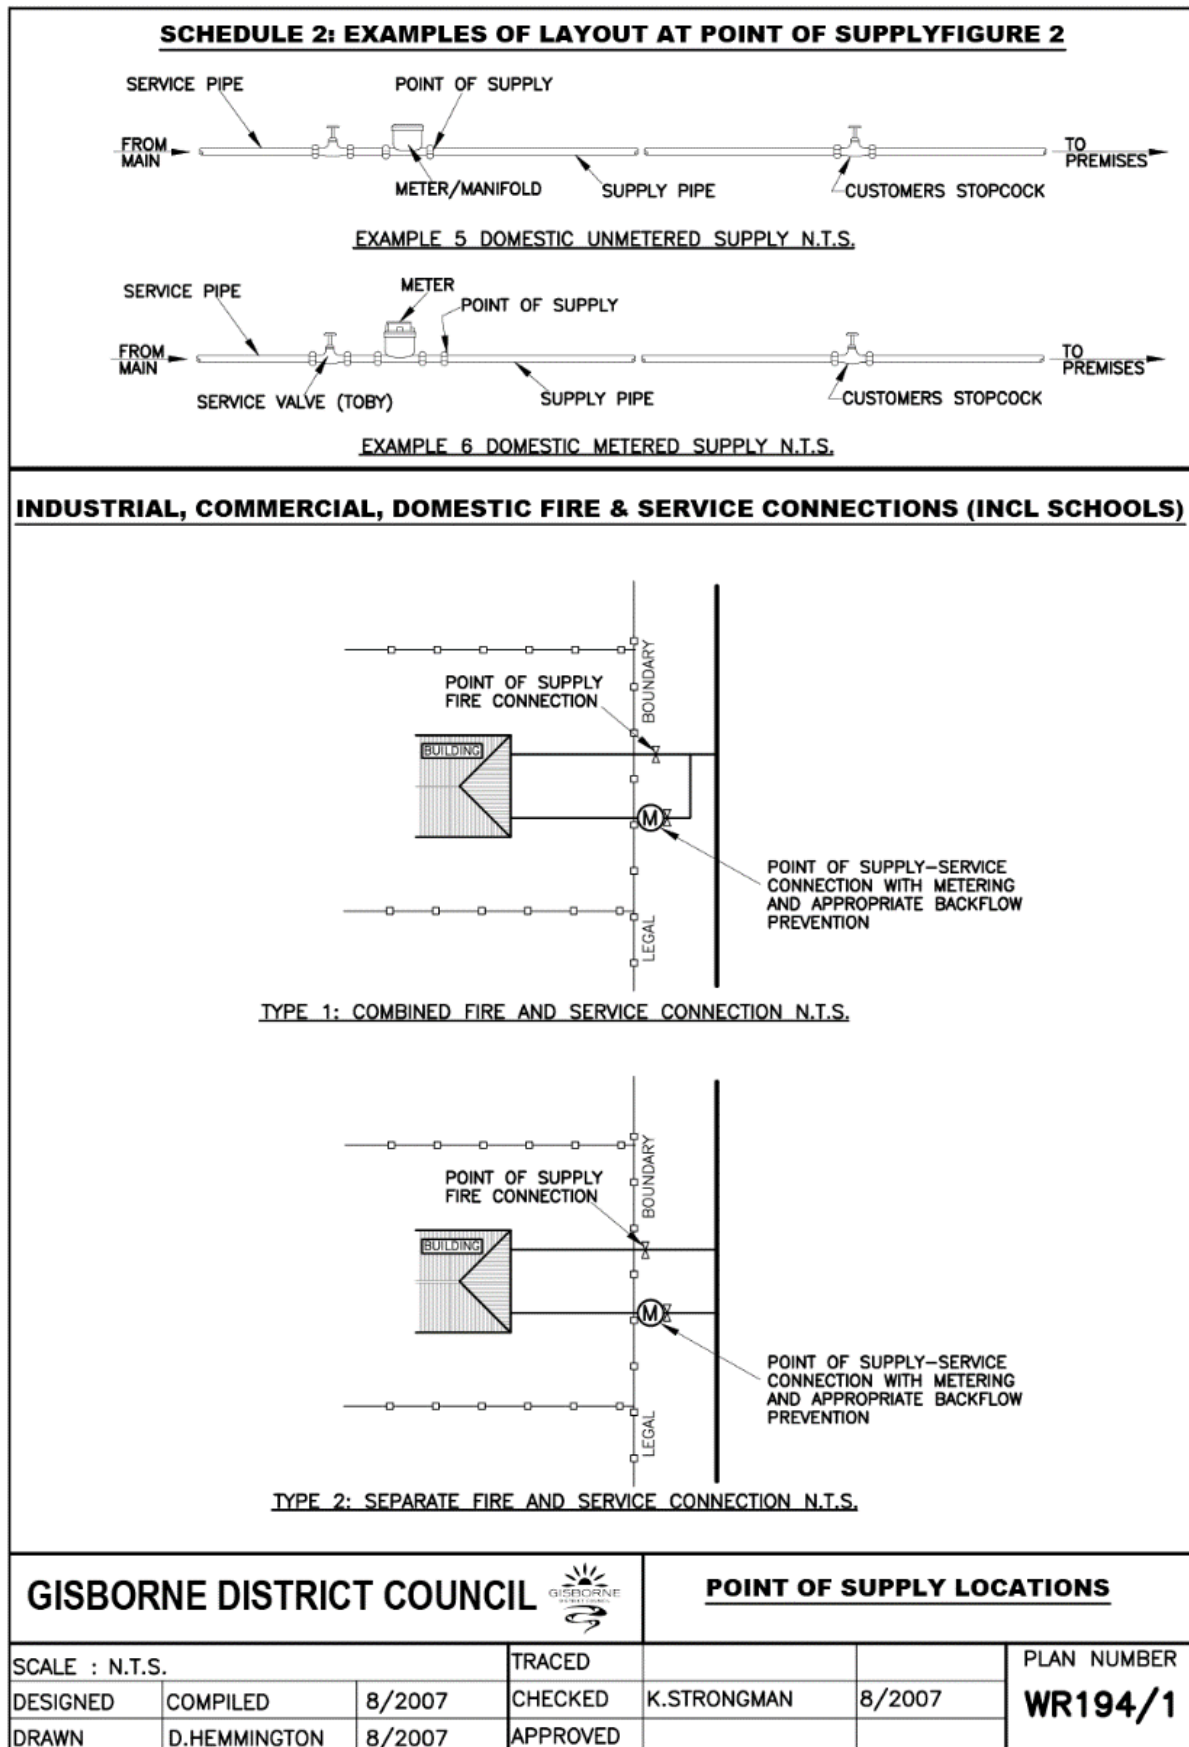 SCHEDULE 2: EXAMPLES OF LAYOUT AT POINT OF SUPPLYFIGURE 2
SERVICE PIPE
POINT OF SUPPLY
FROM
MAIN
TO
PREMISES
METER/MANIFOLD
SUPPLY PIPE
CUSTOMERS STOPCOCK
EXAMPLE 5 DOMESTIC UNMETERED SUPPLY N.T.S.
METER
SERVICE PIPE
POINT OF SUPPLY
FROM
MAIN
TO
PREMISES
SERVICE VALVE (TOBY)
SUPPLY PIPE
CUSTOMERS STOPCOCK
EXAMPLE 6 DOMESTIC METERED SUPPLY N.T.S.
INDUSTRIAL, COMMERCIAL, DOMESTIC FIRE & SERVICE CONNECTIONS (INCL SCHOOLS)
BOUNDARY
POINT OF SUPPLY
FIRE CONNECTION
BUILDING
M
POINT OF SUPPLY-SERVICE
CONNECTION WITH METERING
AND APPROPRIATE BACKFLOW
PREVENTION
LEGAL
TYPE 1: COMBINED FIRE AND SERVICE CONNECTION N.T.S.
BOUNDARY
POINT OF SUPPLY
FIRE CONNECTION
BUILDING
M
POINT OF SUPPLY-SERVICE
CONNECTION WITH METERING
AND APPROPRIATE BACKFLOW
PREVENTION
LEGAL
TYPE 2: SEPARATE FIRE AND SERVICE CONNECTION N.T.S.
GISBORNE DISTRICT COUNCIL
GISBORNE
DISTRICT COUNCIL
POINT OF SUPPLY LOCATIONS
SCALE : N.T.S.
TRACED
PLAN NUMBER
DESIGNED COMPILED 8/2007 CHECKED K.STRONGMAN 8/2007
WR194/1
DRAWN D.HEMMINGTON 8/2007 APPROVED